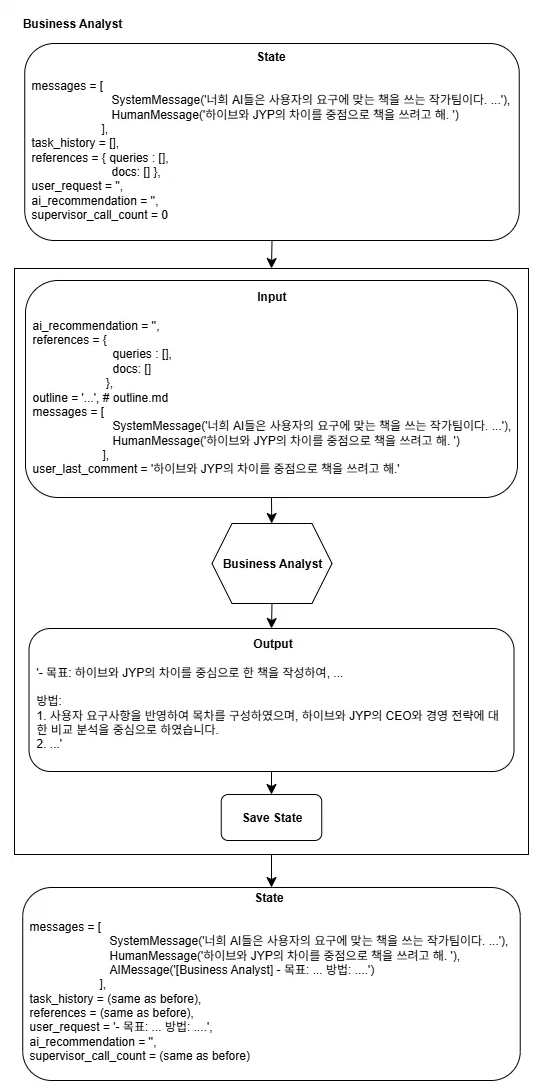 Business Analyst
State
messages = [
SystemMessage('너희 AI들은 사용자의 요구에 맞는 책을 쓰는 작가팀이다. ...'),
HumanMessage('하이브와 JYP의 차이를 중점으로 책을 쓰려고 해. ')
],
task_history = [],
references = { queries : [],
docs: [] },
user_request = '',
ai_recommendation = '',
supervisor_call_count = 0
Input
ai_recommendation = '',
references = {
queries : [],
docs: []
},
outline = '...', # outline.md
messages = [
SystemMessage('너희 AI들은 사용자의 요구에 맞는 책을 쓰는 작가팀이다. ...'),
HumanMessage('하이브와 JYP의 차이를 중점으로 책을 쓰려고 해. ')
],
user_last_comment = '하이브와 JYP의 차이를 중점으로 책을 쓰려고 해.'
Business Analyst
Output
'- 목표: 하이브와 JYP의 차이를 중심으로 한 책을 작성하여, ...
방법:
1. 사용자 요구사항을 반영하여 목차를 구성하였으며, 하이브와 JYP의 CEO와 경영 전략에 대
한 비교 분석을 중심으로 하였습니다.
2. ...'
Save State
State
messages = [
SystemMessage('너희 AI들은 사용자의 요구에 맞는 책을 쓰는 작가팀이다. ...'),
HumanMessage('하이브와 JYP의 차이를 중점으로 책을 쓰려고 해. '),
AIMessage('[Business Analyst] - 목표: ... 방법: ....')
],
task_history = (same as before),
references = (same as before),
user_request = '- 목표: ... 방법: ....',
ai_recommendation = '',
supervisor_call_count = (same as before)